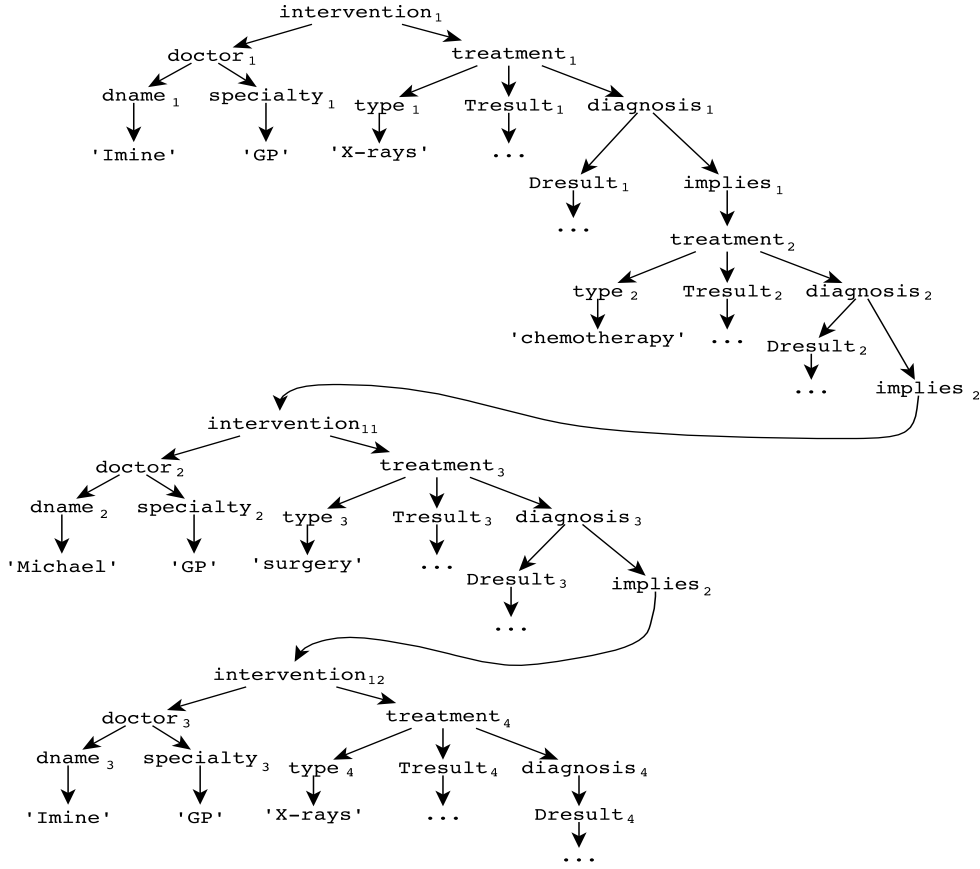 intervention₁
doctor₁ treatment₁
dname₁ specialty₁ type₁ Tresult₁ diagnosis₁
'Imine' 'GP' 'X-rays' ...
Dresult₁ implies₁
...
treatment₂
type₂ Tresult₂ diagnosis₂
'chemotherapy' ... Dresult₂
... implies₂
intervention₁₁
doctor₂ treatment₃
dname₂ specialty₂ type₃ Tresult₃ diagnosis₃
'Michael' 'GP' 'surgery' ...
Dresult₃ implies₂
...
intervention₁₂
doctor₃ treatment₄
dname₃ specialty₃ type₄ Tresult₄ diagnosis₄
'Imine' 'GP' 'X-rays' ... Dresult₄
...